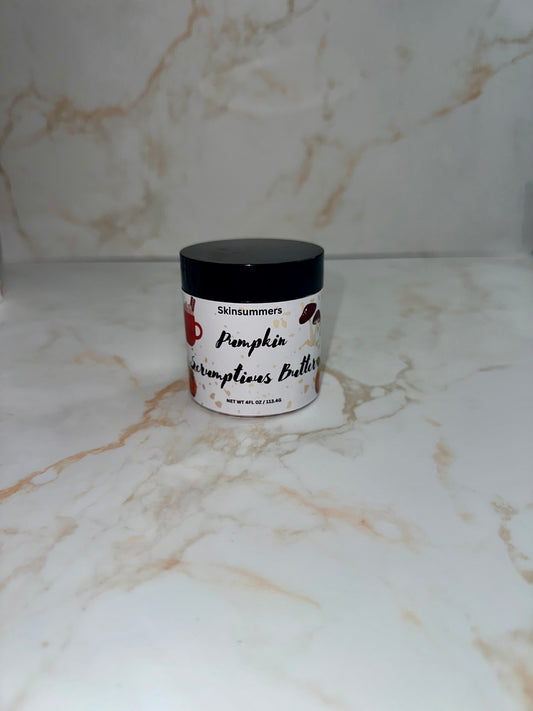 Skinsummers
Pumpkin
Scrumptious Butter
NET WT 4FL OZ / 113.4G